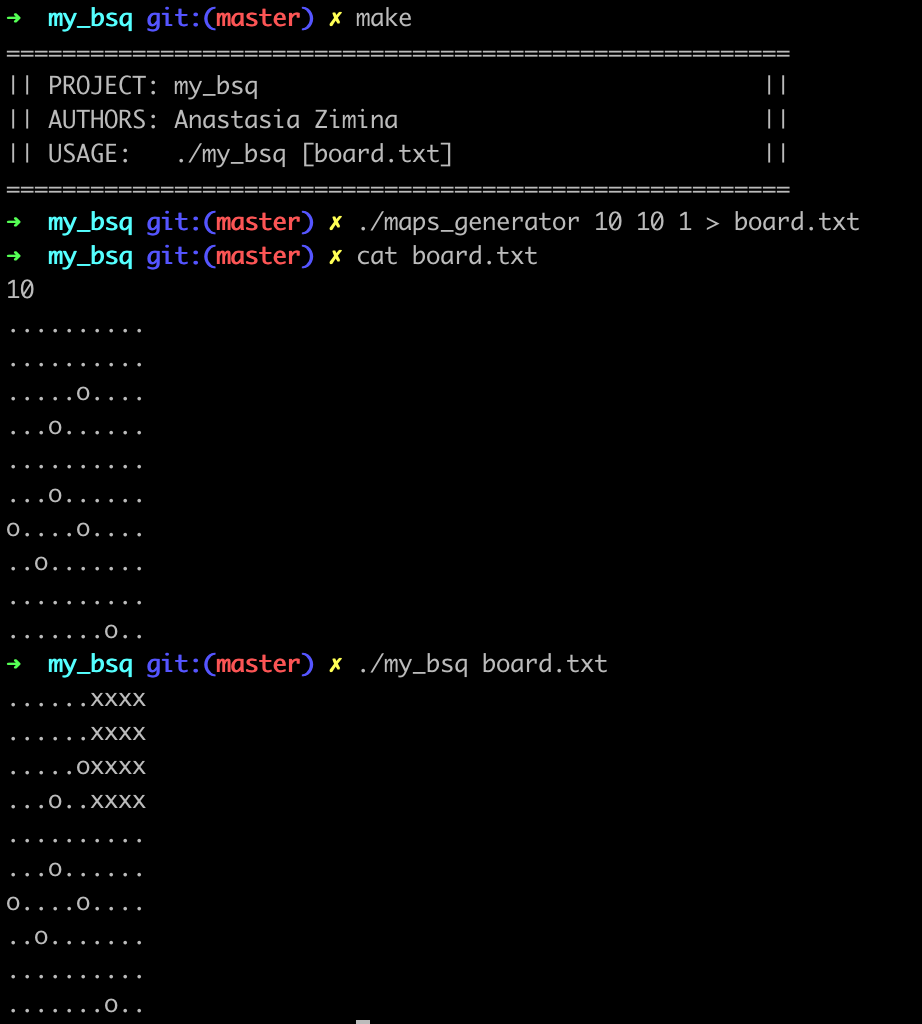 ➜  my_bsq git:(master) ✗ make
========================================================
|| PROJECT: my_bsq                                    ||
|| AUTHORS: Anastasia Zimina                          ||
|| USAGE:   ./my_bsq [board.txt]                      ||
========================================================
➜  my_bsq git:(master) ✗ ./maps_generator 10 10 1 > board.txt
➜  my_bsq git:(master) ✗ cat board.txt
10
..........
..........
.....o....
...o......
..........
...o......
o....o....
..o.......
..........
.......o..
➜  my_bsq git:(master) ✗ ./my_bsq board.txt
......xxxx
......xxxx
.....oxxxx
...o..xxxx
..........
...o......
o....o....
..o.......
..........
.......o..